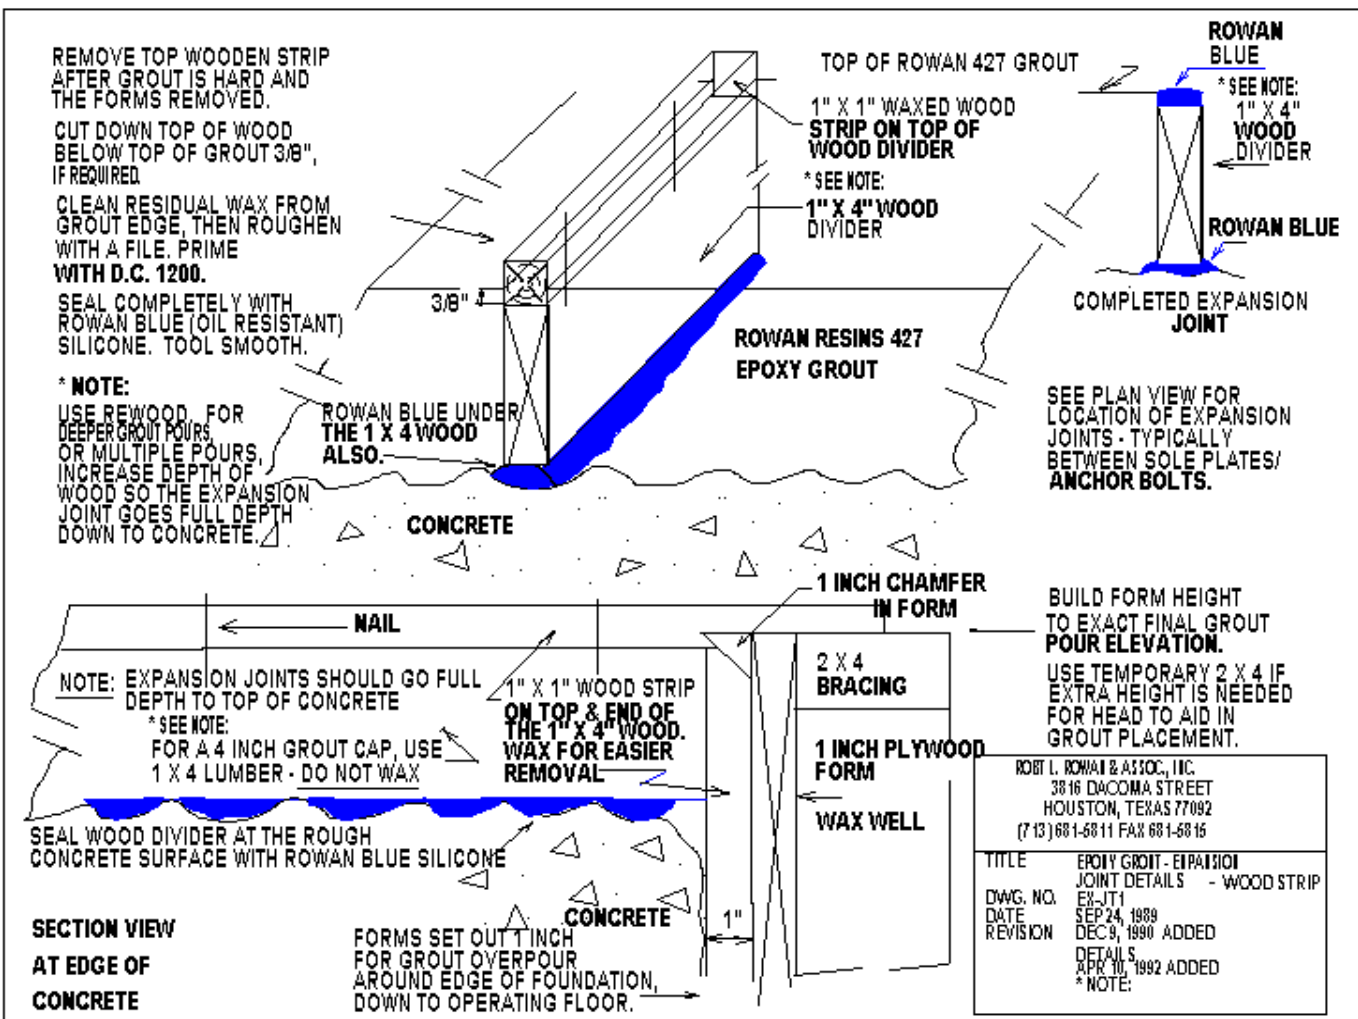 REMOVE TOP WOODEN STRIP
AFTER GROUT IS HARD AND
THE FORMS REMOVED.
CUT DOWN TOP OF WOOD
BELOW TOP OF GROUT 3/8",
IF REQUIRED.
CLEAN RESIDUAL WAX FROM
GROUT EDGE, THEN ROUGHEN
WITH A FILE. PRIME
WITH D.C. 1200.
SEAL COMPLETELY WITH
ROWAN BLUE (OIL RESISTANT)
SILICONE. TOOL SMOOTH.
* NOTE:
USE REWOOD. FOR
DEEPER GROUT POURS,
OR MULTIPLE POURS,
INCREASE DEPTH OF
WOOD SO THE EXPANSION
JOINT GOES FULL DEPTH
DOWN TO CONCRETE.
3/8"
ROWAN BLUE UNDER
THE 1 X 4 WOOD
ALSO.
CONCRETE
TOP OF ROWAN 427 GROUT
1" X 1" WAXED WOOD
STRIP ON TOP OF
WOOD DIVIDER
* SEE NOTE:
1" X 4" WOOD
DIVIDER
ROWAN RESINS 427
EPOXY GROUT
ROWAN
BLUE
* SEE NOTE:
1" X 4"
WOOD
DIVIDER
ROWAN BLUE
COMPLETED EXPANSION
JOINT
SEE PLAN VIEW FOR
LOCATION OF EXPANSION
JOINTS - TYPICALLY
BETWEEN SOLE PLATES/
ANCHOR BOLTS.
NAIL
NOTE: EXPANSION JOINTS SHOULD GO FULL
DEPTH TO TOP OF CONCRETE
* SEE NOTE:
FOR A 4 INCH GROUT CAP, USE
1 X 4 LUMBER - DO NOT WAX
1" X 1" WOOD STRIP
ON TOP & END OF
THE 1" X 4" WOOD.
WAX FOR EASIER
REMOVAL
1 INCH CHAMFER
IN FORM
2 X 4
BRACING
1 INCH PLYWOOD
FORM
WAX WELL
BUILD FORM HEIGHT
TO EXACT FINAL GROUT
POUR ELEVATION.
USE TEMPORARY 2 X 4 IF
EXTRA HEIGHT IS NEEDED
FOR HEAD TO AID IN
GROUT PLACEMENT.
SEAL WOOD DIVIDER AT THE ROUGH
CONCRETE SURFACE WITH ROWAN BLUE SILICONE
CONCRETE
1"
SECTION VIEW
AT EDGE OF
CONCRETE
FORMS SET OUT 1 INCH
FOR GROUT OVERPOUR
AROUND EDGE OF FOUNDATION,
DOWN TO OPERATING FLOOR.
ROBT L. ROWAN & ASSOC., INC.
3816 DACOMA STREET
HOUSTON, TEXAS 77092
(713) 681-5811 FAX 681-5815
TITLE EPOXY GROUT - EXPANSION
JOINT DETAILS - WOOD STRIP
DWG. NO. EX-JT1
DATE SEP 24, 1989
REVISION DEC 9, 1990 ADDED
DETAILS
APR 10, 1992 ADDED
* NOTE: